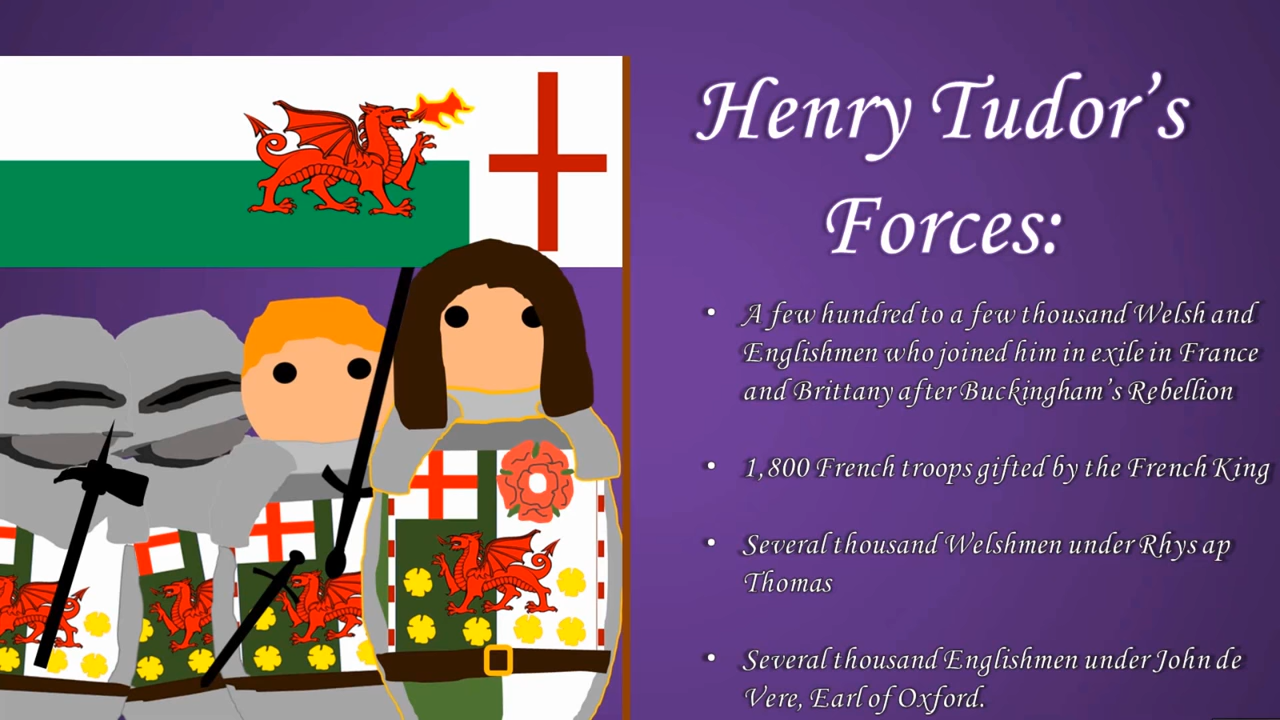 Henry Tudor's
Forces:
• A few hundred to a few thousand Welsh and
Englishmen who joined him in exile in France
and Brittany after Buckingham's Rebellion
• 1,800 French troops gifted by the French King
• Several thousand Welshmen under Rhys ap
Thomas
• Several thousand Englishmen under John de
Vere, Earl of Oxford.